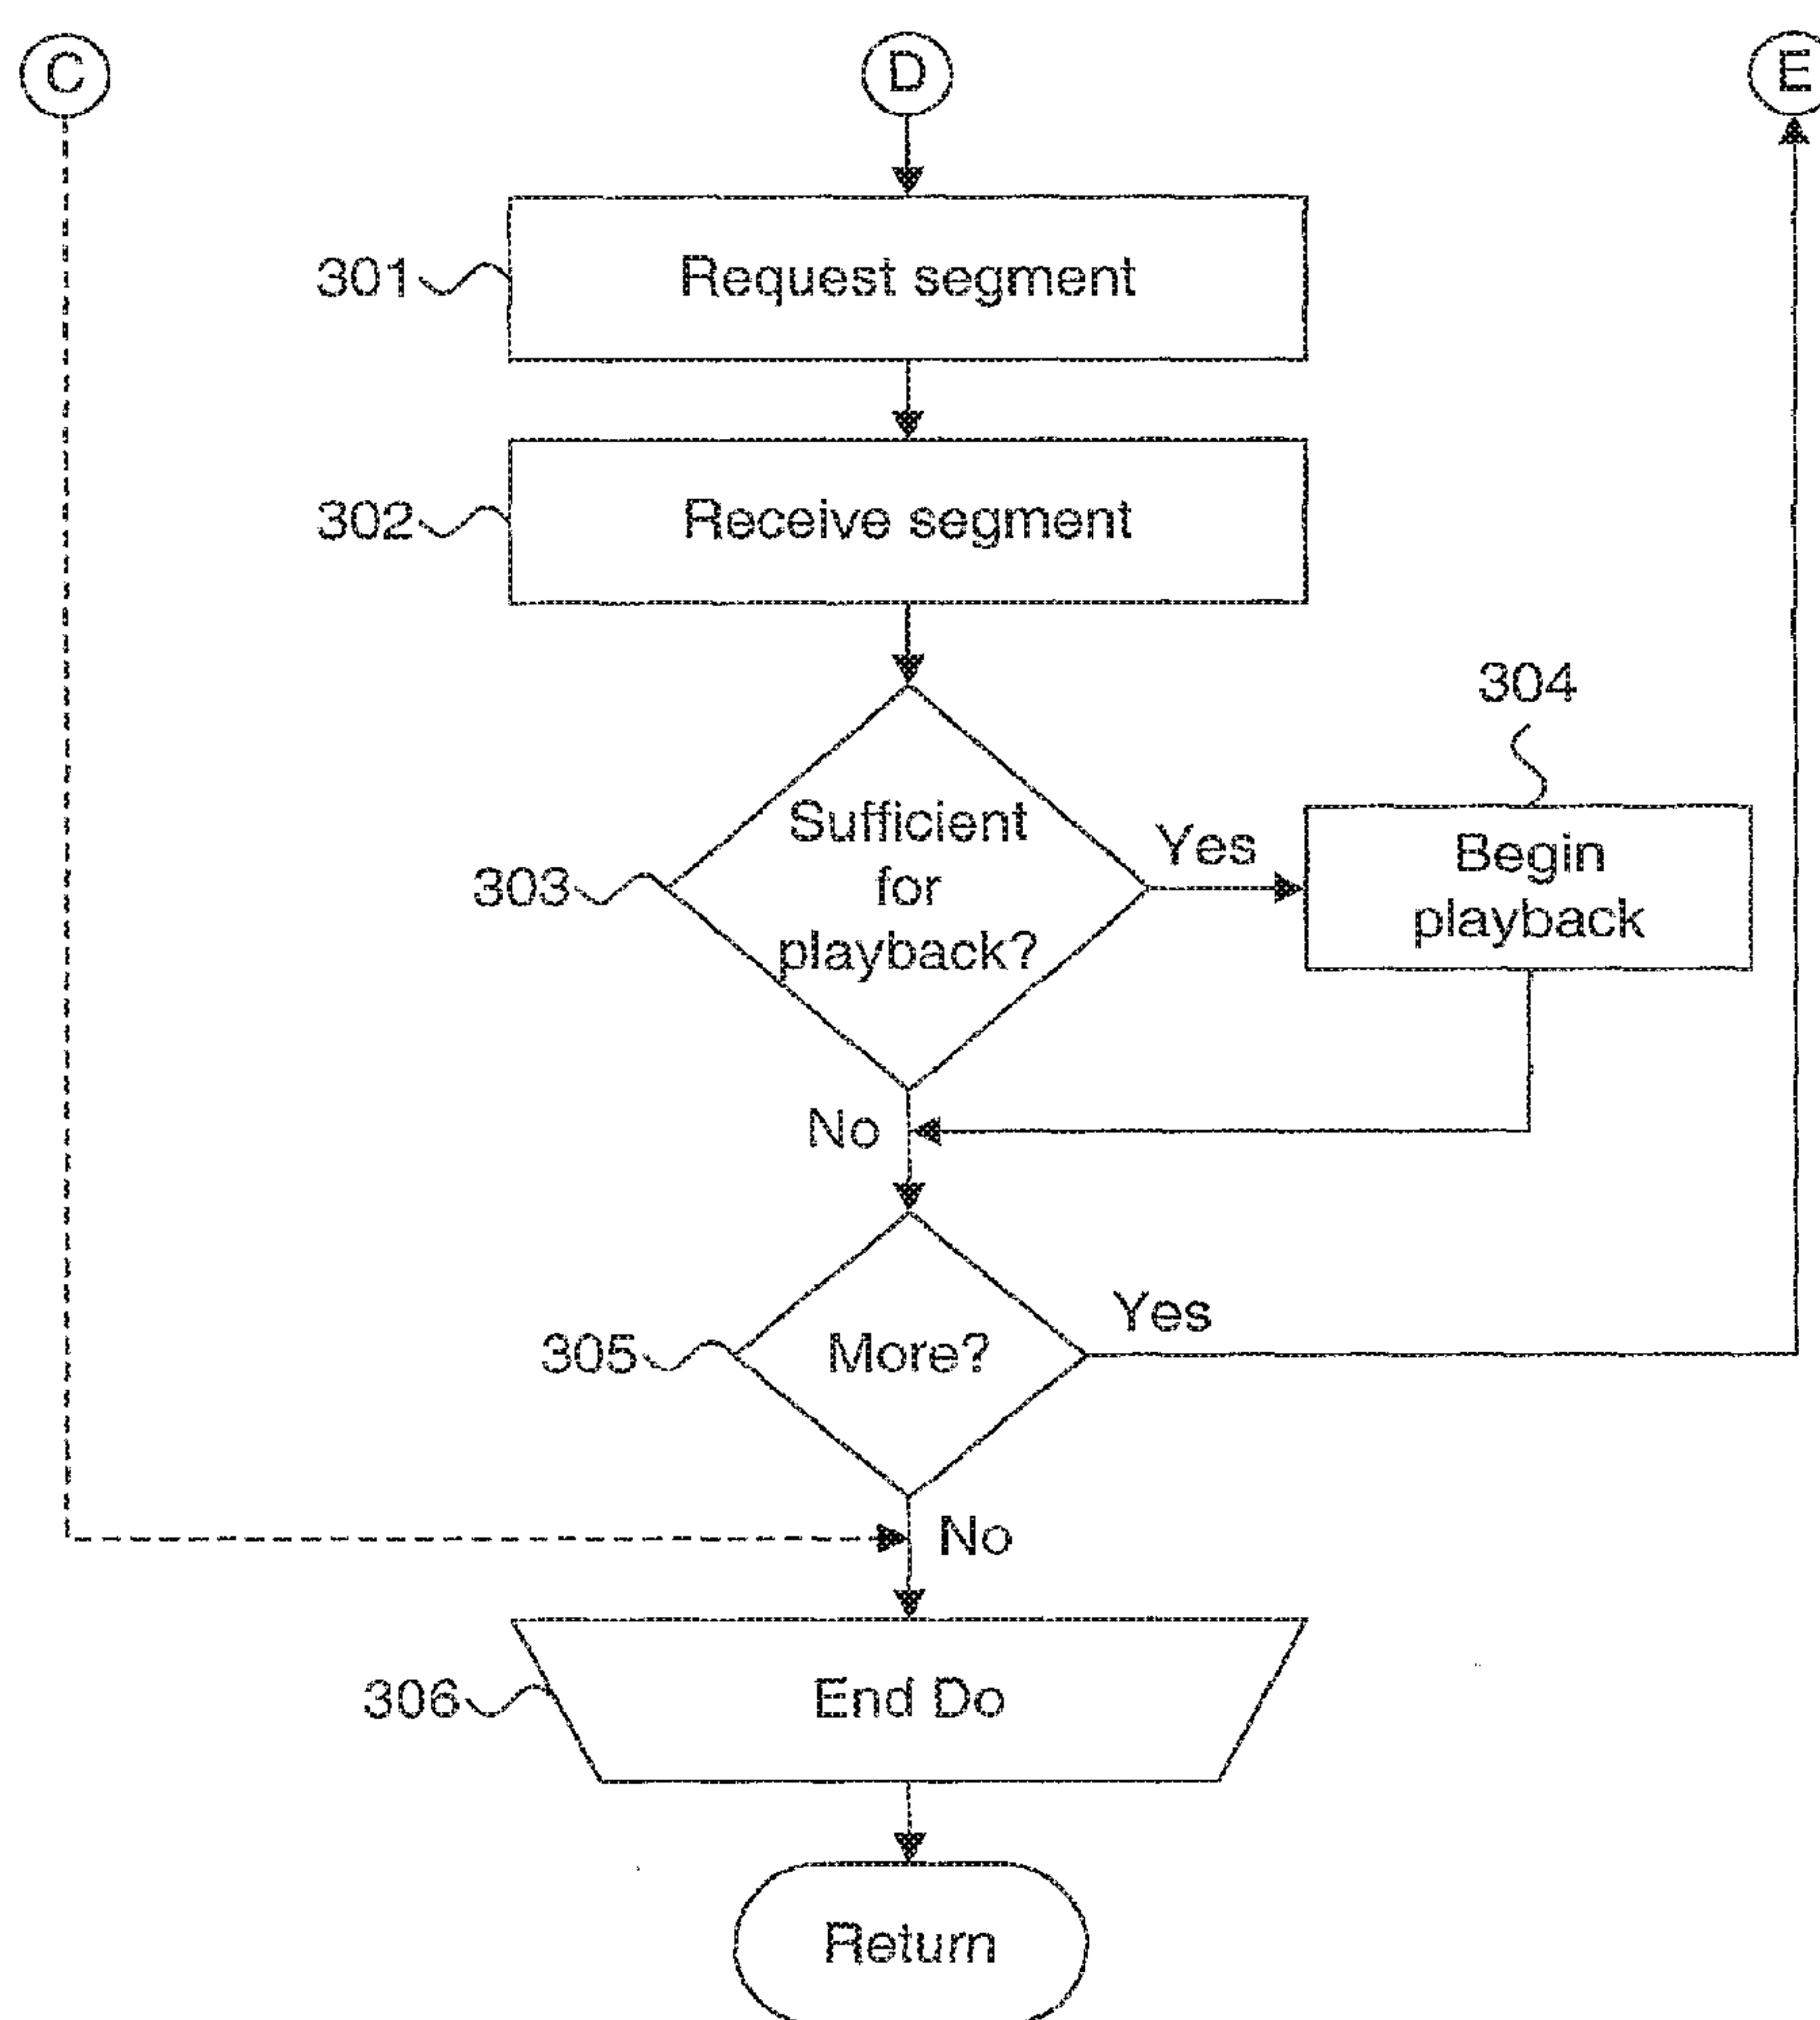 C
D
E
301
Request segment
302
Receive segment
304
Sufficient
for
playback?
303
Yes
Begin
playback
No
305
More?
Yes
No
306
End Do
Return